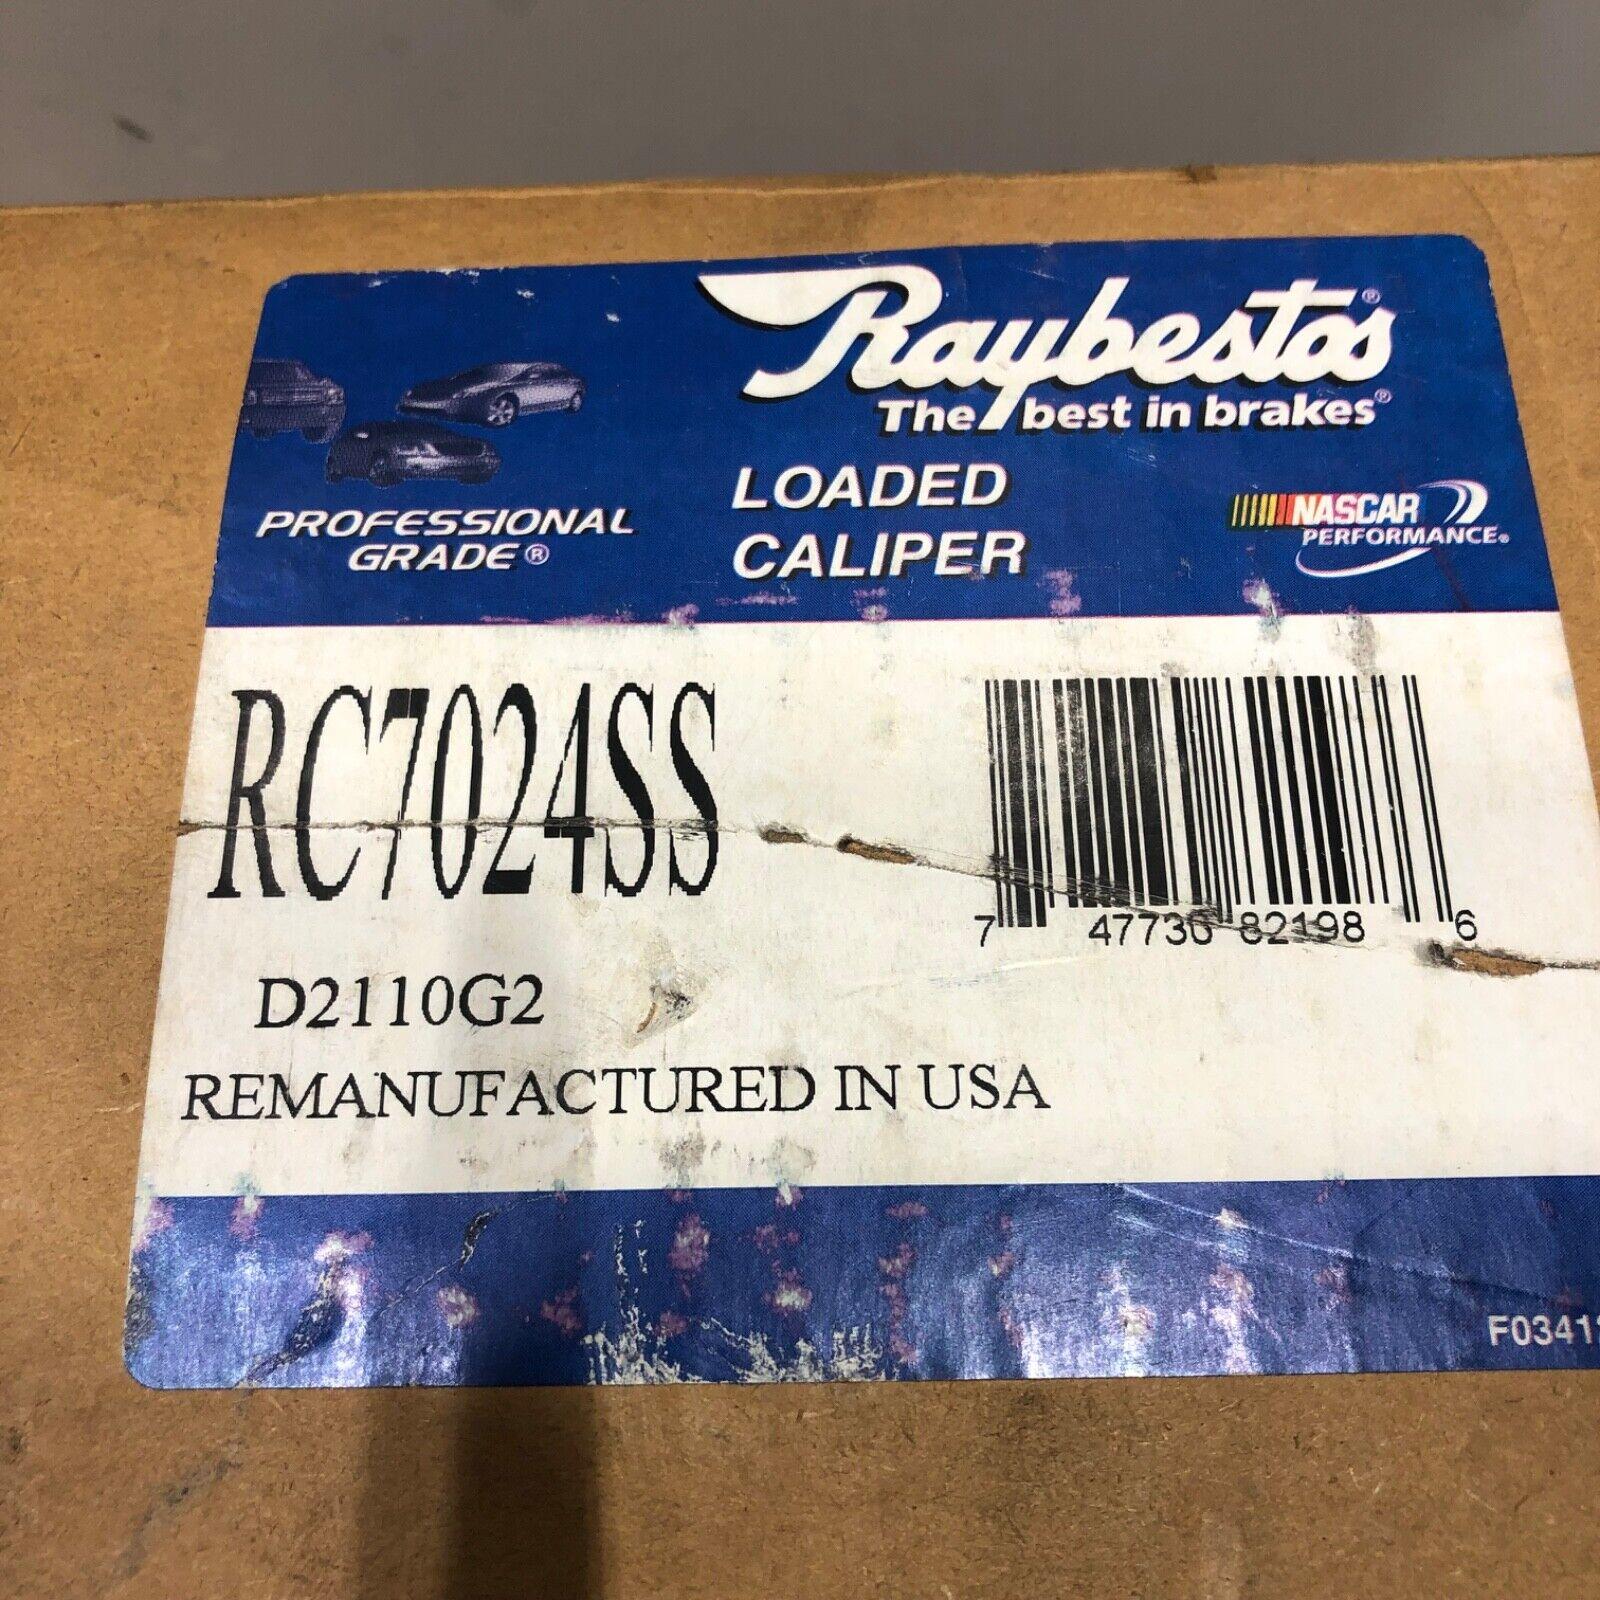 Raybestos®
The best in brakes®
PROFESSIONAL
GRADE®
LOADED
CALIPER
NASCAR
PERFORMANCE®
RC7024SS
7 47730 82198 6
D2110G2
REMANUFACTURED IN USA